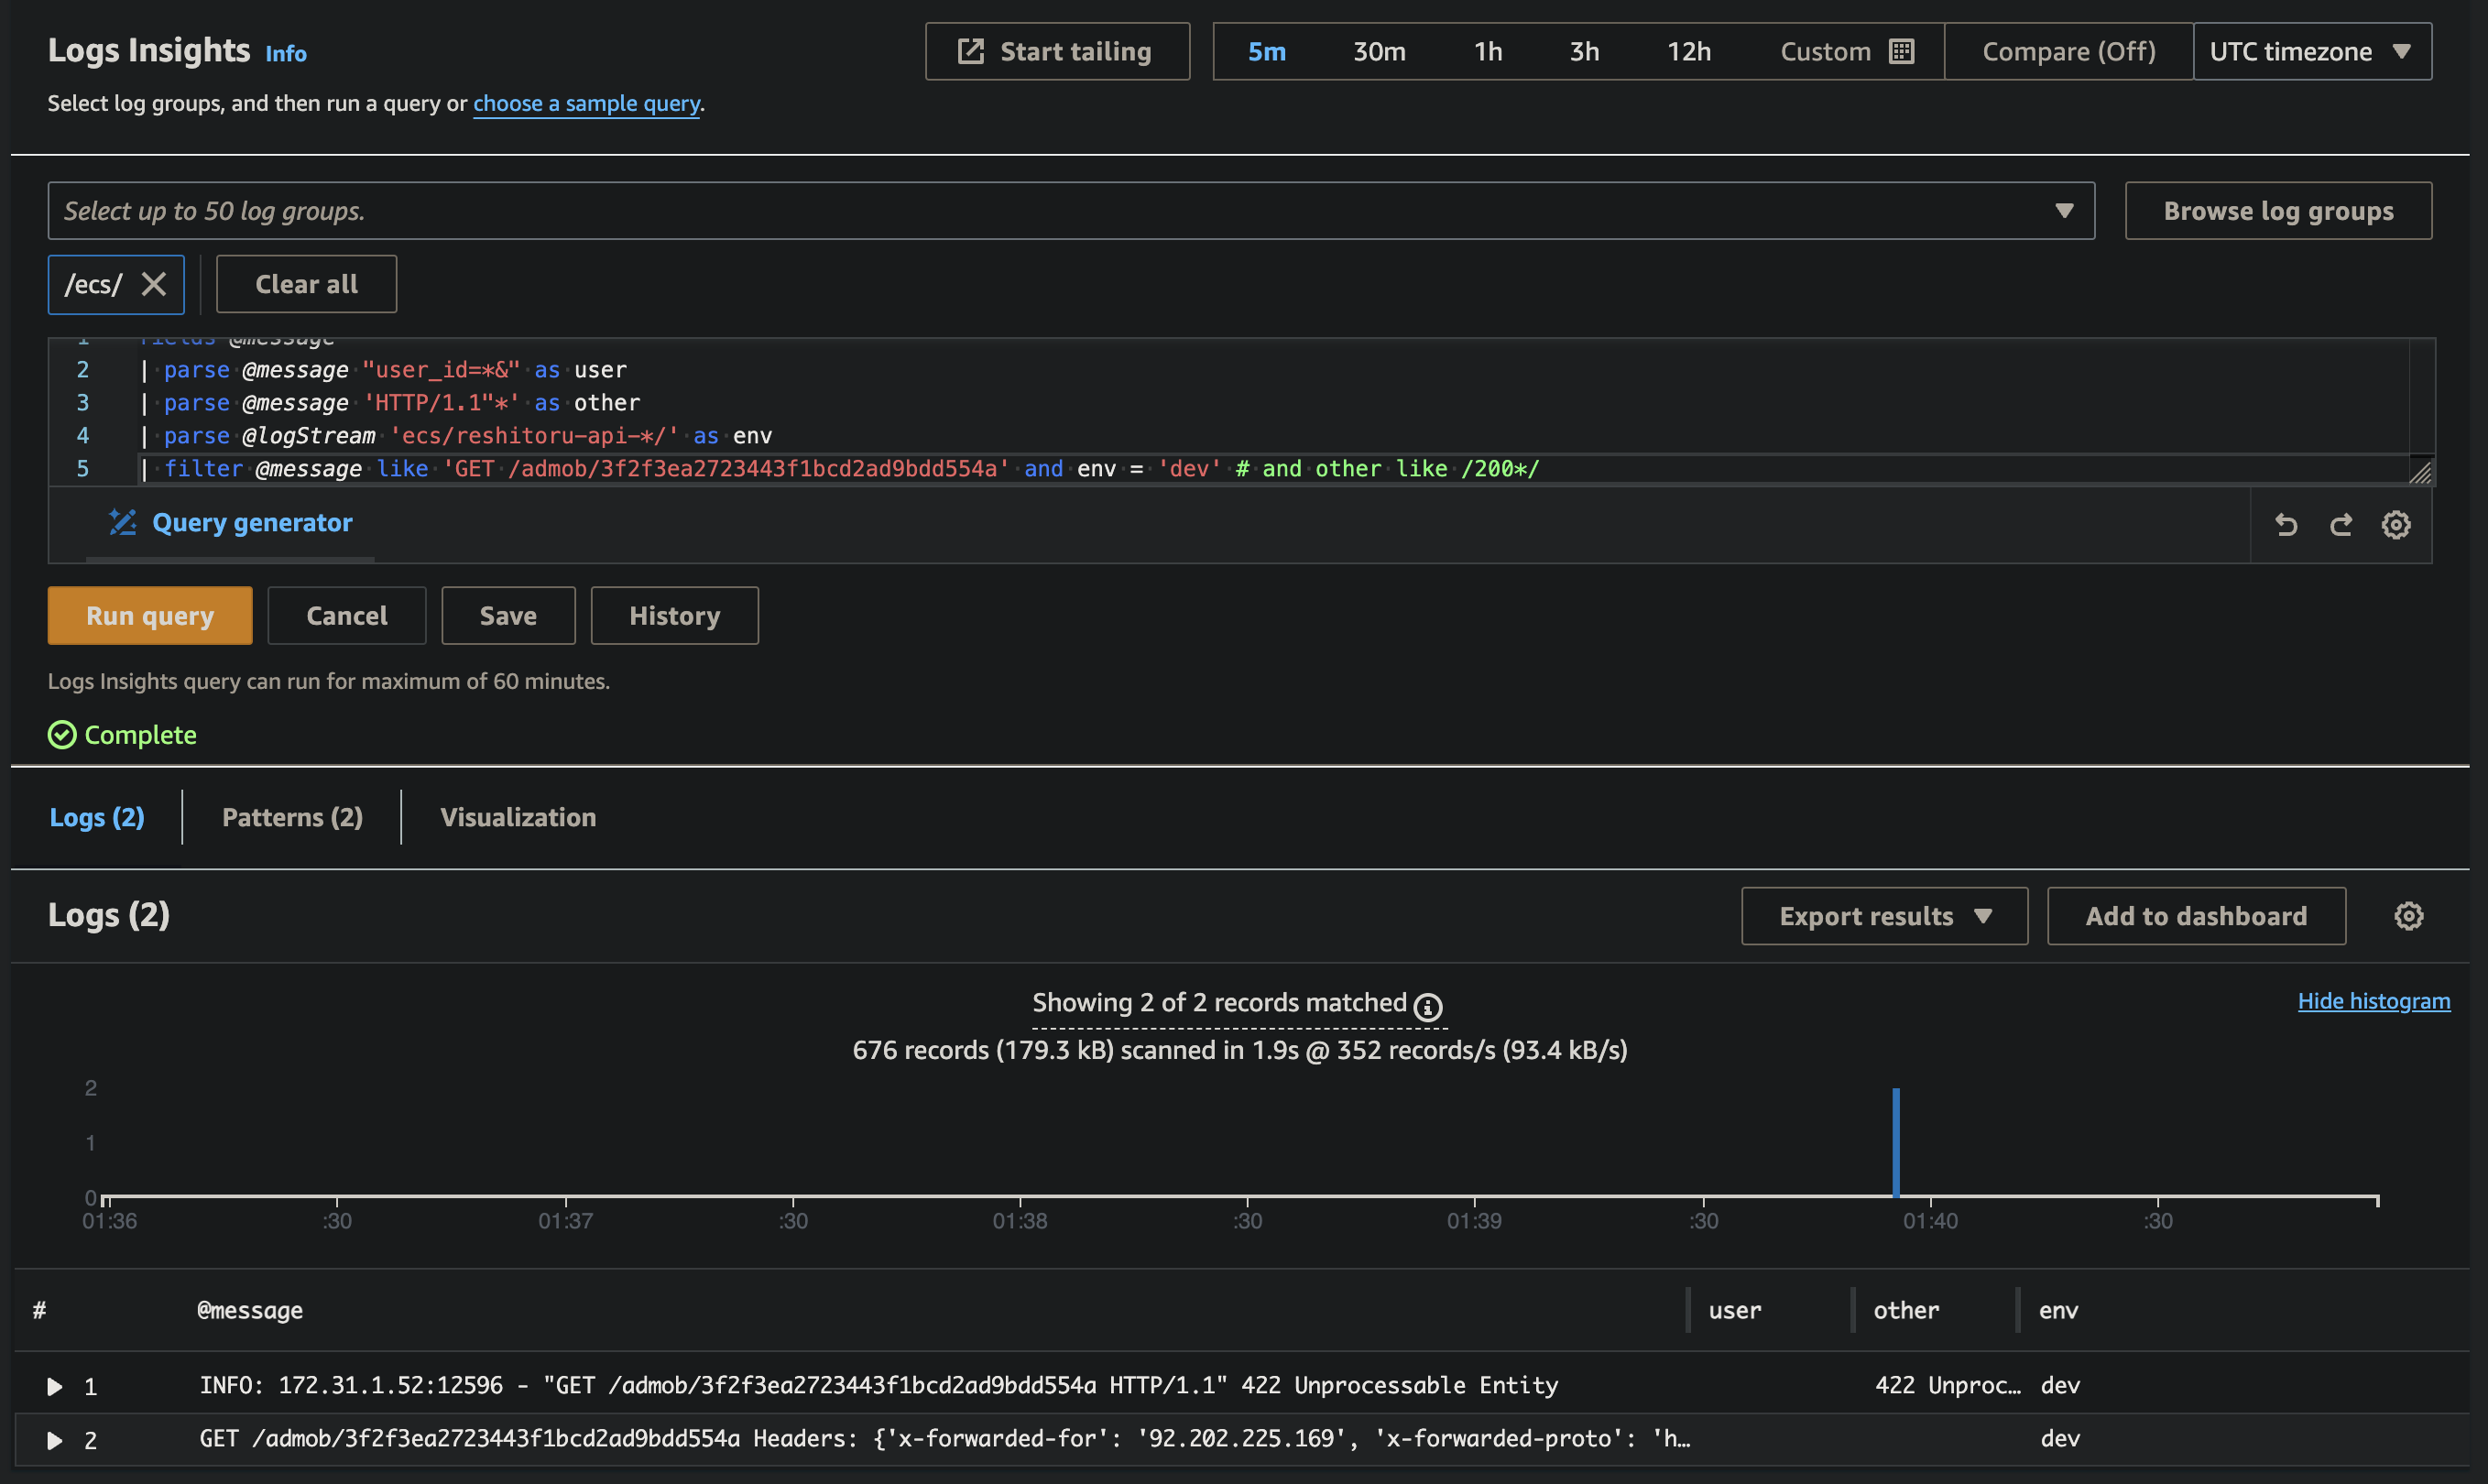 Logs Insights Info
Start tailing
5m 30m 1h 3h 12h Custom Compare (Off) UTC timezone
Select log groups, and then run a query or choose a sample query.
Select up to 50 log groups.
Browse log groups
/ecs/
Clear all
1 fields @message
2 | parse @message "user_id=*&" as user
3 | parse @message 'HTTP/1.1"*' as other
4 | parse @logStream 'ecs/reshitoru-api-*/' as env
5 | filter @message like 'GET /admob/3f2f3ea2723443f1bcd2ad9bdd554a' and env = 'dev' # and other like /200*/
Query generator
Run query Cancel Save History
Logs Insights query can run for maximum of 60 minutes.
Complete
Logs (2) Patterns (2) Visualization
Logs (2)
Export results Add to dashboard
Showing 2 of 2 records matched
Hide histogram
676 records (179.3 kB) scanned in 1.9s @ 352 records/s (93.4 kB/s)
2
1
0
01:36 :30 01:37 :30 01:38 :30 01:39 :30 01:40 :30
# @message user other env
1 INFO: 172.31.1.52:12596 - "GET /admob/3f2f3ea2723443f1bcd2ad9bdd554a HTTP/1.1" 422 Unprocessable Entity 422 Unproc… dev
2 GET /admob/3f2f3ea2723443f1bcd2ad9bdd554a Headers: {'x-forwarded-for': '92.202.225.169', 'x-forwarded-proto': 'h… dev